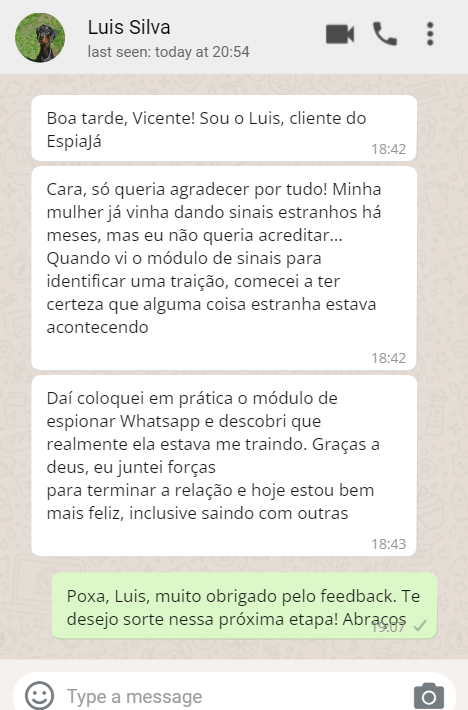 Luis Silva
last seen: today at 20:54
Boa tarde, Vicente! Sou o Luis, cliente do
EspiaJá
18:42
Cara, só queria agradecer por tudo! Minha
mulher já vinha dando sinais estranhos há
meses, mas eu não queria acreditar...
Quando vi o módulo de sinais para
identificar uma traição, comecei a ter
certeza que alguma coisa estranha estava
acontecendo
18:42
Daí coloquei em prática o módulo de
espionar Whatsapp e descobri que
realmente ela estava me traindo. Graças a
deus, eu juntei forças
para terminar a relação e hoje estou bem
mais feliz, inclusive saindo com outras
18:43
Poxa, Luis, muito obrigado pelo feedback. Te
desejo sorte nessa próxima etapa! Abraços
19:07
Type a message